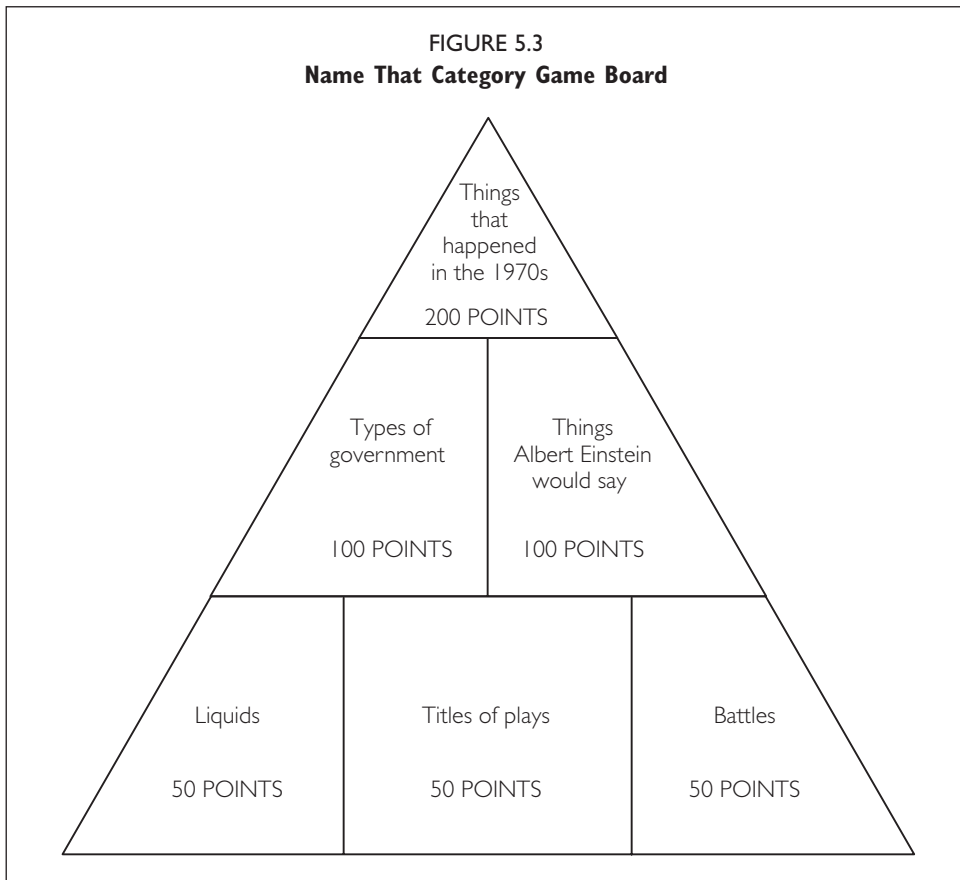 FIGURE 5.3
Name That Category Game Board
Things
that
happened
in the 1970s
200 POINTS
Types of
government
100 POINTS
Things
Albert Einstein
would say
100 POINTS
Liquids
50 POINTS
Titles of plays
50 POINTS
Battles
50 POINTS